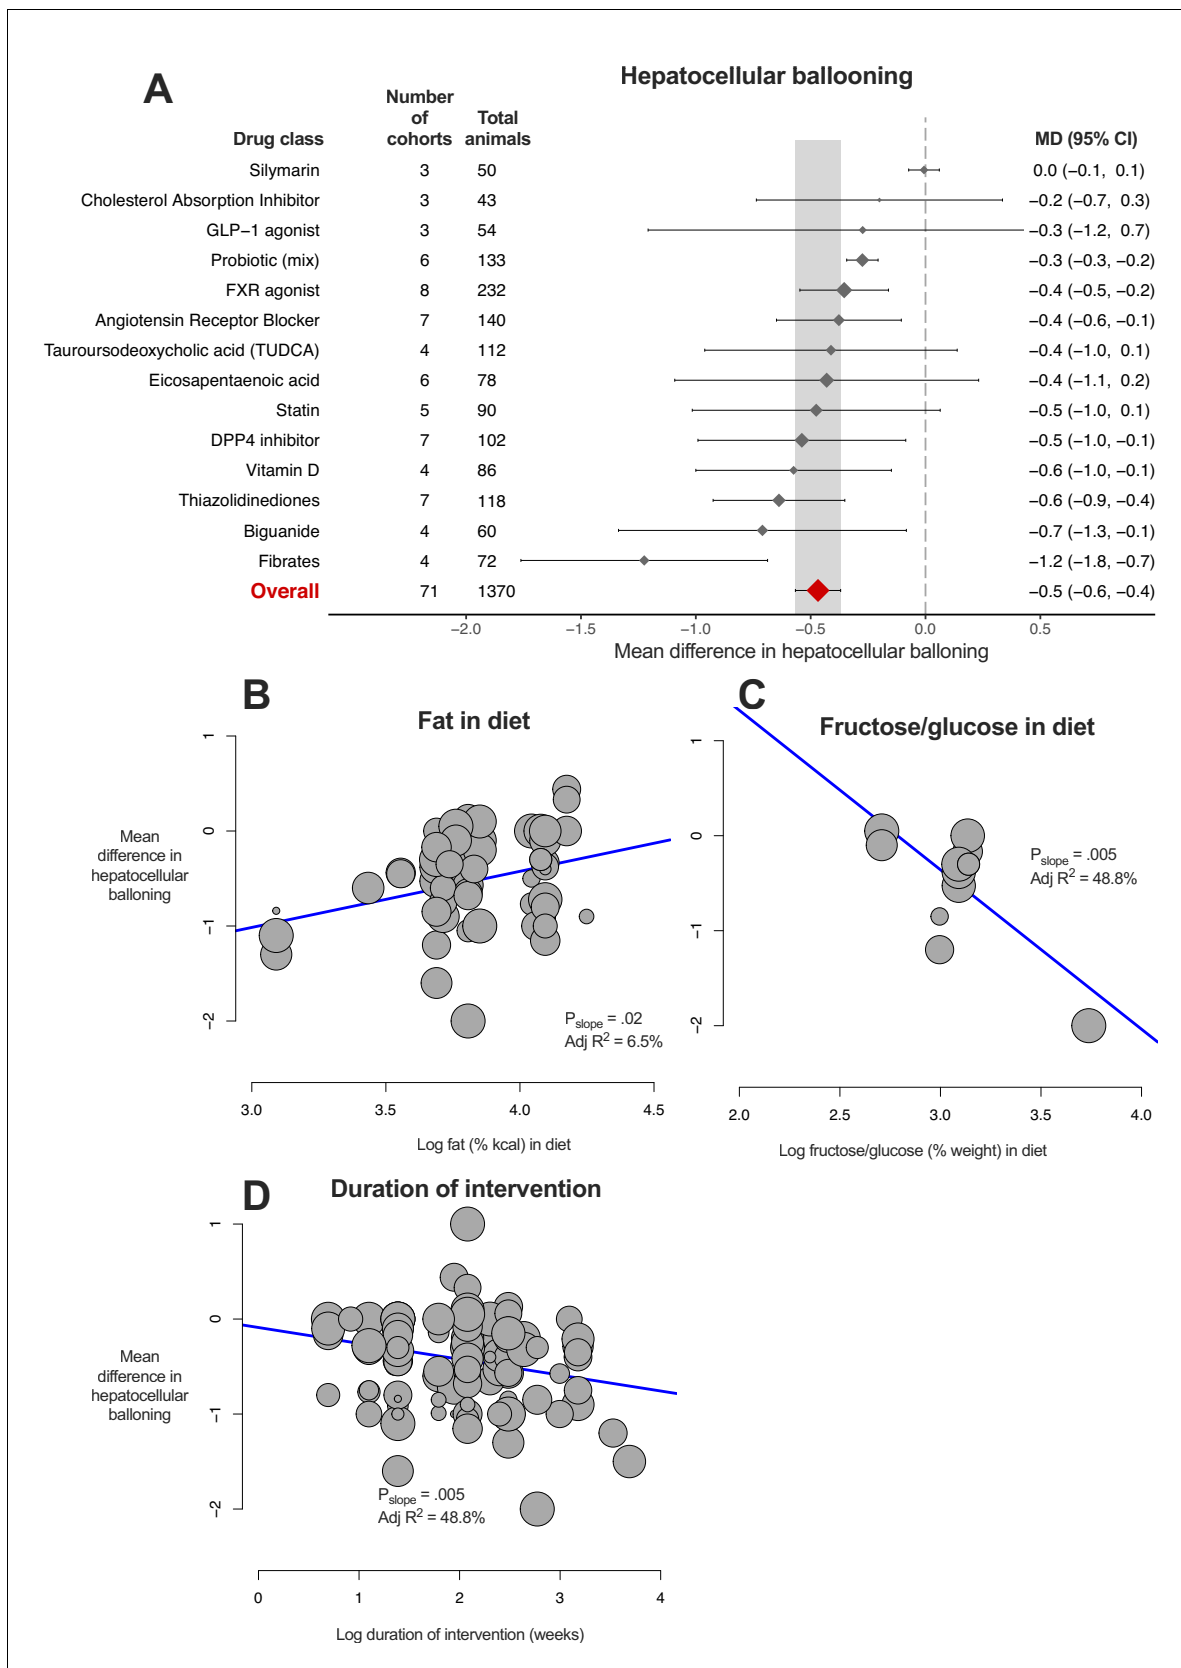 A
Hepatocellular ballooning
Drug class
Number of cohorts
Total animals
MD (95% CI)
Silymarin 3 50 0.0 (−0.1, 0.1)
Cholesterol Absorption Inhibitor 3 43 −0.2 (−0.7, 0.3)
GLP−1 agonist 3 54 −0.3 (−1.2, 0.7)
Probiotic (mix) 6 133 −0.3 (−0.3, −0.2)
FXR agonist 8 232 −0.4 (−0.5, −0.2)
Angiotensin Receptor Blocker 7 140 −0.4 (−0.6, −0.1)
Tauroursodeoxycholic acid (TUDCA) 4 112 −0.4 (−1.0, 0.1)
Eicosapentaenoic acid 6 78 −0.4 (−1.1, 0.2)
Statin 5 90 −0.5 (−1.0, 0.1)
DPP4 inhibitor 7 102 −0.5 (−1.0, −0.1)
Vitamin D 4 86 −0.6 (−1.0, −0.1)
Thiazolidinediones 7 118 −0.6 (−0.9, −0.4)
Biguanide 4 60 −0.7 (−1.3, −0.1)
Fibrates 4 72 −1.2 (−1.8, −0.7)
Overall 71 1370 −0.5 (−0.6, −0.4)
−2.0 −1.5 −1.0 −0.5 0.0 0.5
Mean difference in hepatocellular balloning
B
Fat in diet
1
0
−1
−2
Mean
difference in
hepatocellular
balloning
P slope = .02
Adj R² = 6.5%
3.0 3.5 4.0 4.5
Log fat (% kcal) in diet
C
Fructose/glucose in diet
1
0
−1
−2
P slope = .005
Adj R² = 48.8%
2.0 2.5 3.0 3.5 4.0
Log fructose/glucose (% weight) in diet
D
Duration of intervention
1
0
−1
−2
Mean
difference in
hepatocellular
balloning
P slope = .005
Adj R² = 48.8%
0 1 2 3 4
Log duration of intervention (weeks)